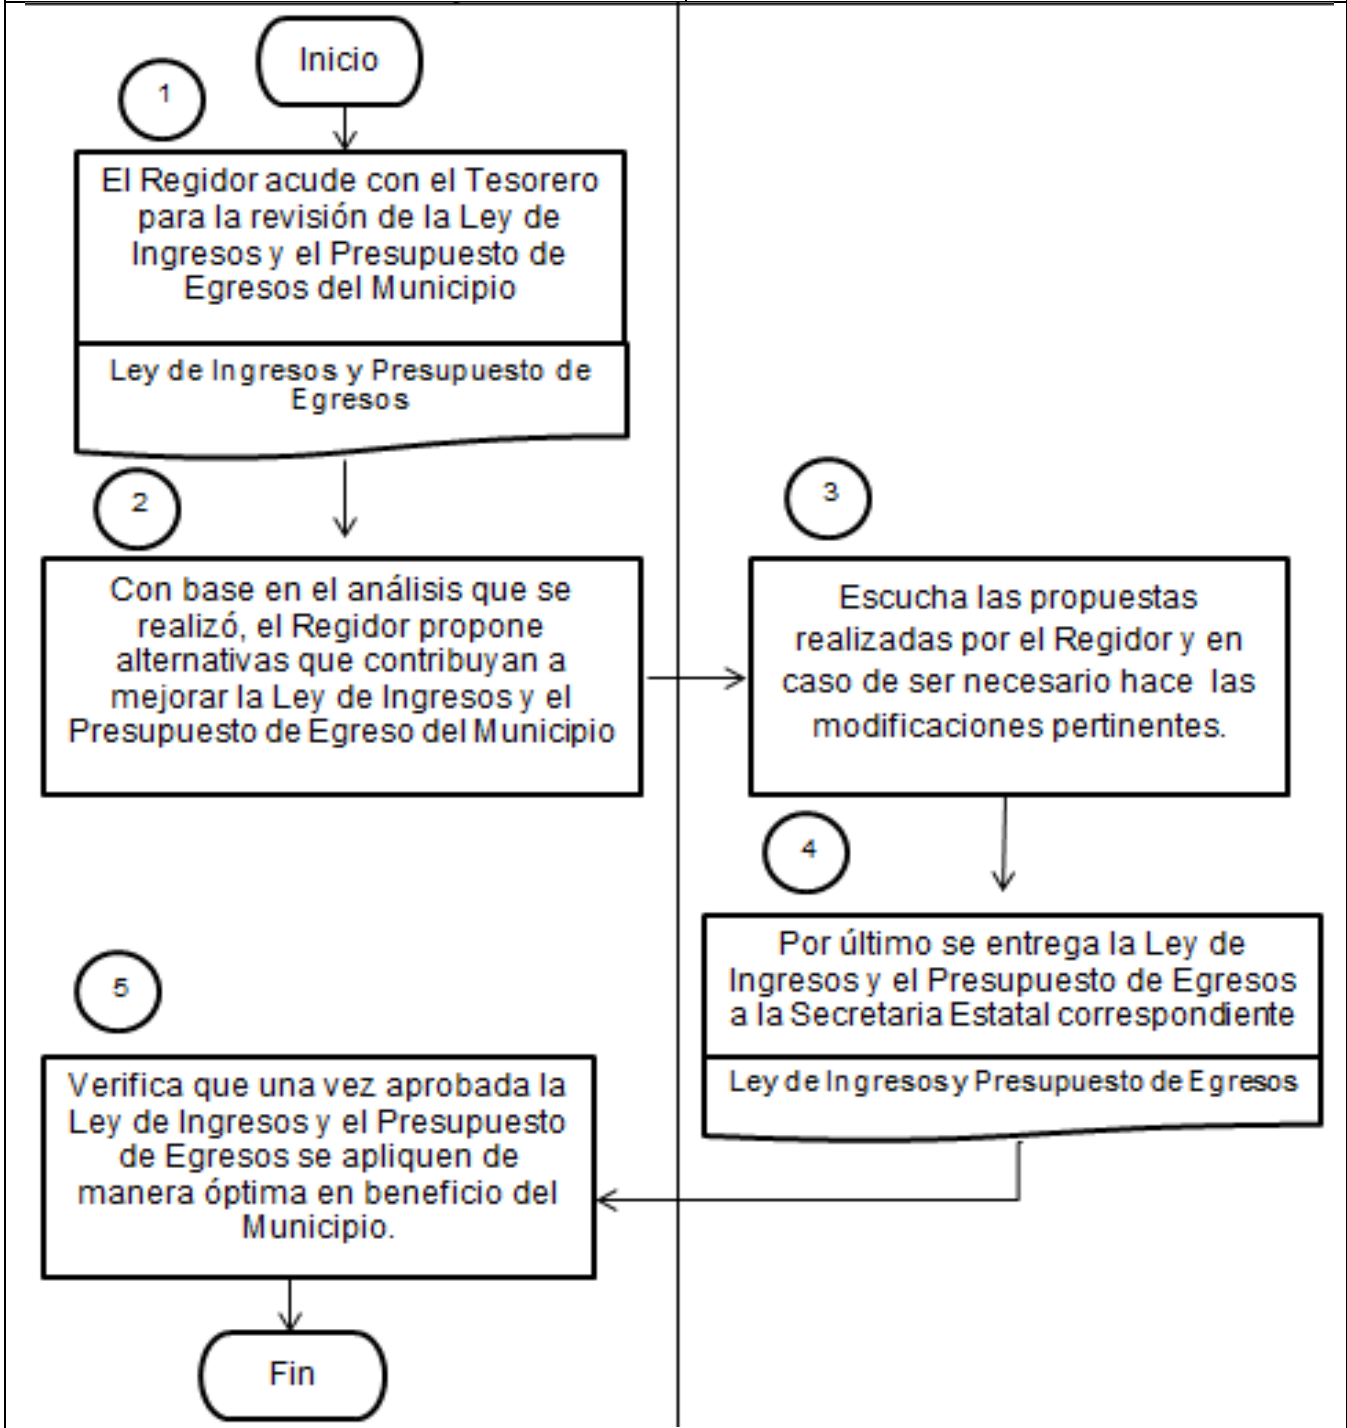 Inicio
1
El Regidor acude con el Tesorero
para la revisión de la Ley de
Ingresos y el Presupuesto de
Egresos del Municipio
Ley de Ingresos y Presupuesto de
Egresos
2
Con base en el análisis que se
realizó, el Regidor propone
alternativas que contribuyan a
mejorar la Ley de Ingresos y el
Presupuesto de Egreso del Municipio
3
Escucha las propuestas
realizadas por el Regidor y en
caso de ser necesario hace las
modificaciones pertinentes.
4
Por último se entrega la Ley de
Ingresos y el Presupuesto de Egresos
a la Secretaria Estatal correspondiente
Ley de Ingresos y Presupuesto de Egresos
5
Verifica que una vez aprobada la
Ley de Ingresos y el Presupuesto
de Egresos se apliquen de
manera óptima en beneficio del
Municipio.
Fin